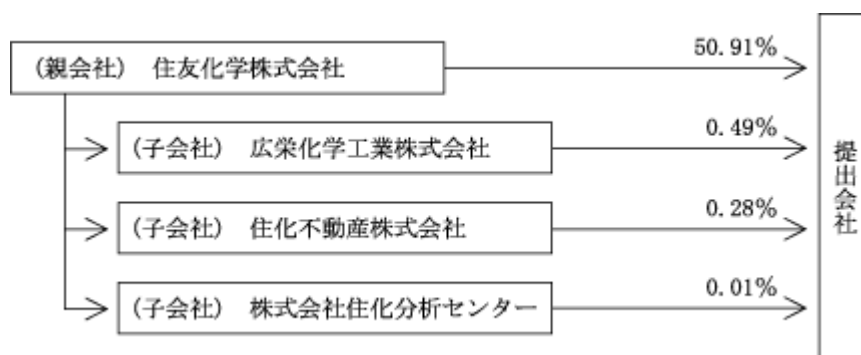 50.91%
(親会社) 住友化学株式会社
0.49%
(子会社) 広栄化学工業株式会社
0.28%
(子会社) 住化不動産株式会社
0.01%
(子会社) 株式会社住化分析センター
提出会社